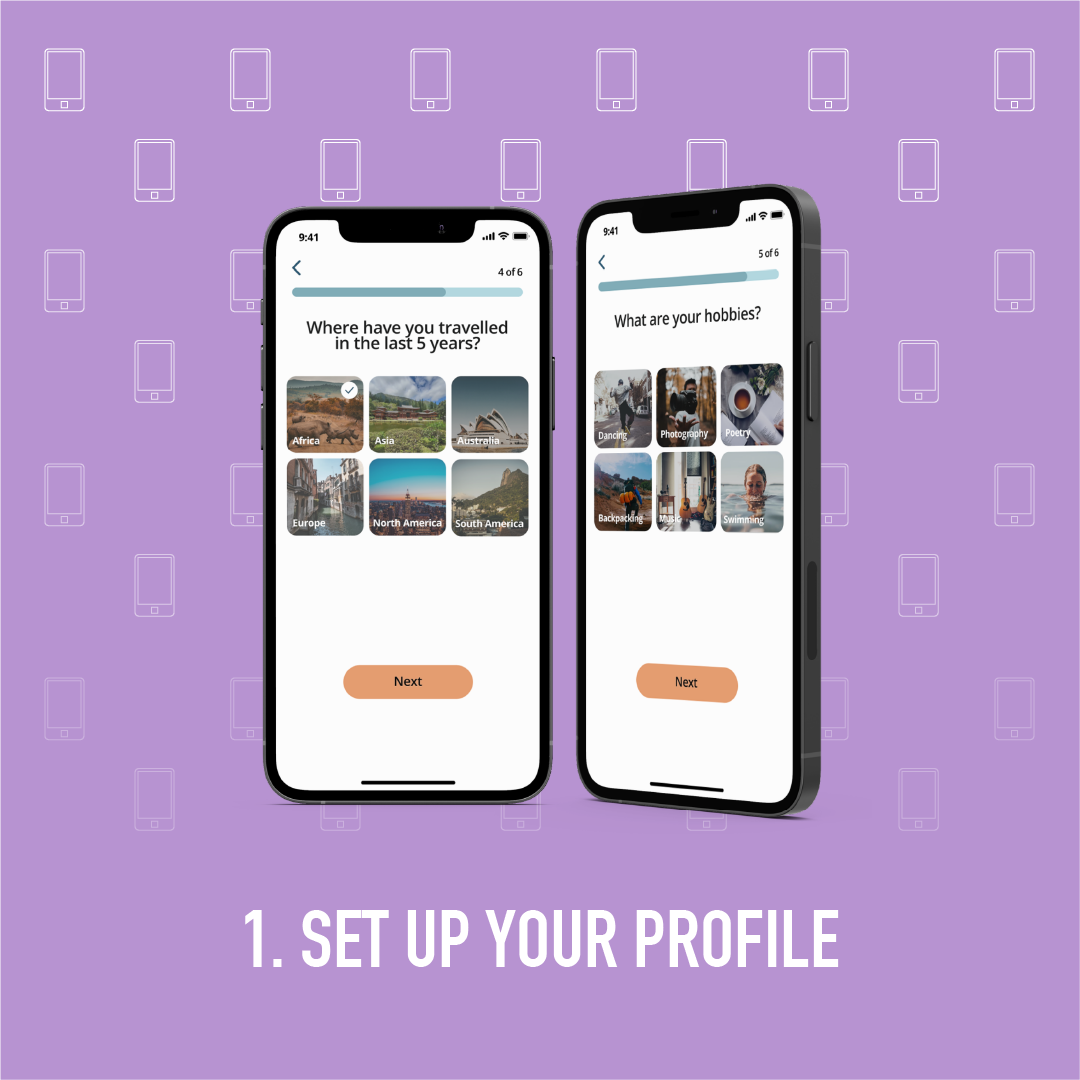 9:41
4 of 6
Where have you travelled
in the last 5 years?
Africa
Asia
Australia
Europe
North America
South America
Next
9:41
5 of 6
What are your hobbies?
Dancing
Photography
Poetry
Backpacking
Music
Swimming
Next
1. SET UP YOUR PROFILE